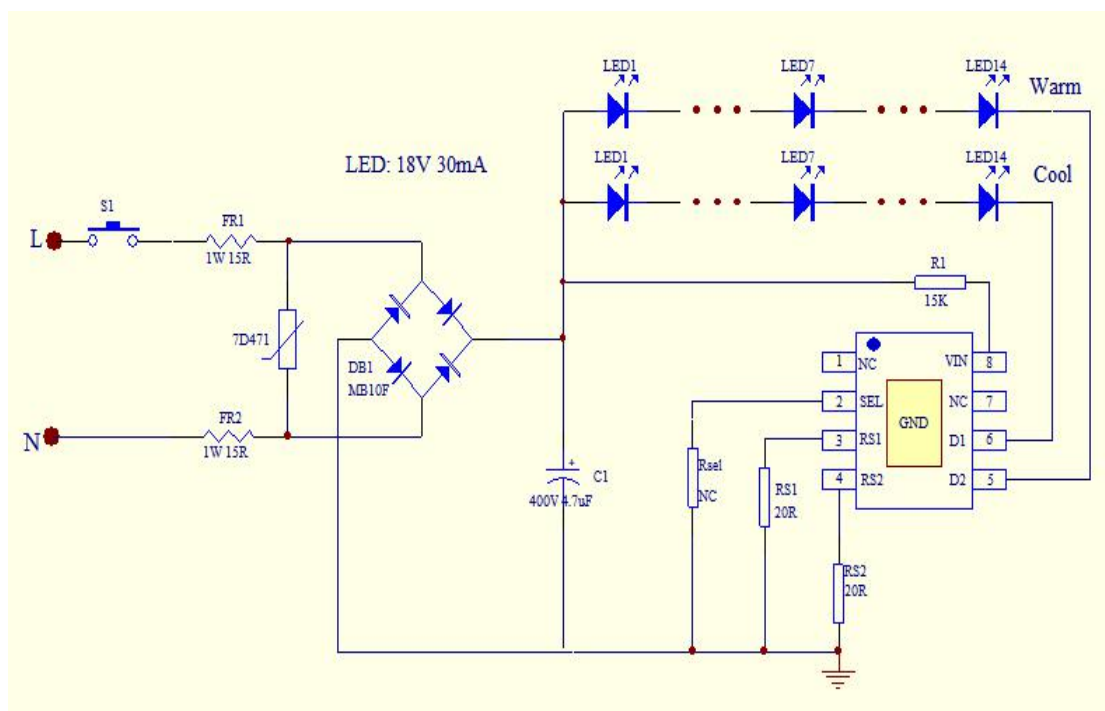 LED1
LED7
LED14
Warm
LED: 18V 30mA
LED1
LED7
LED14
Cool
S1
L
FR1
1W 15R
R1
15K
7D471
DB1
MB10F
1
NC
VIN
8
2
SEL
NC
7
GND
3
RS1
D1
6
4
RS2
D2
5
N
FR2
1W 15R
+
C1
400V 4.7uF
Rsel
NC
RS1
20R
RS2
20R